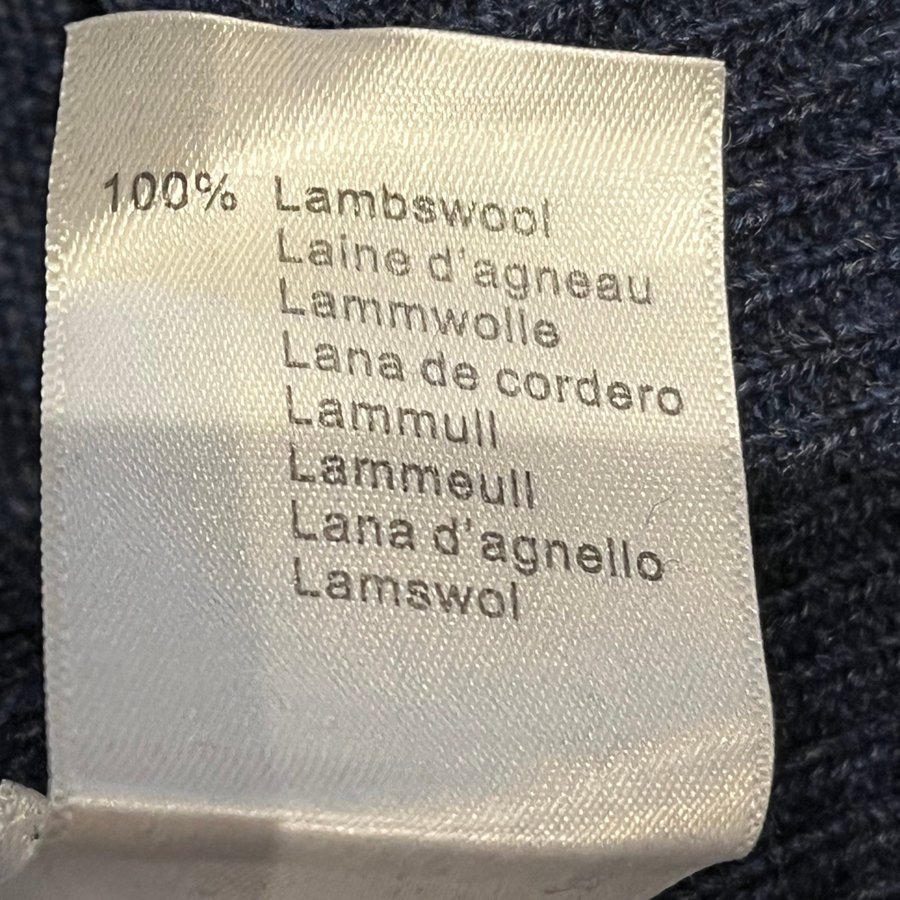 100% Lambswool
Laine d'agneau
Lammwolle
Lana de cordero
Lammull
Lammeull
Lana d'agnello
Lamswol